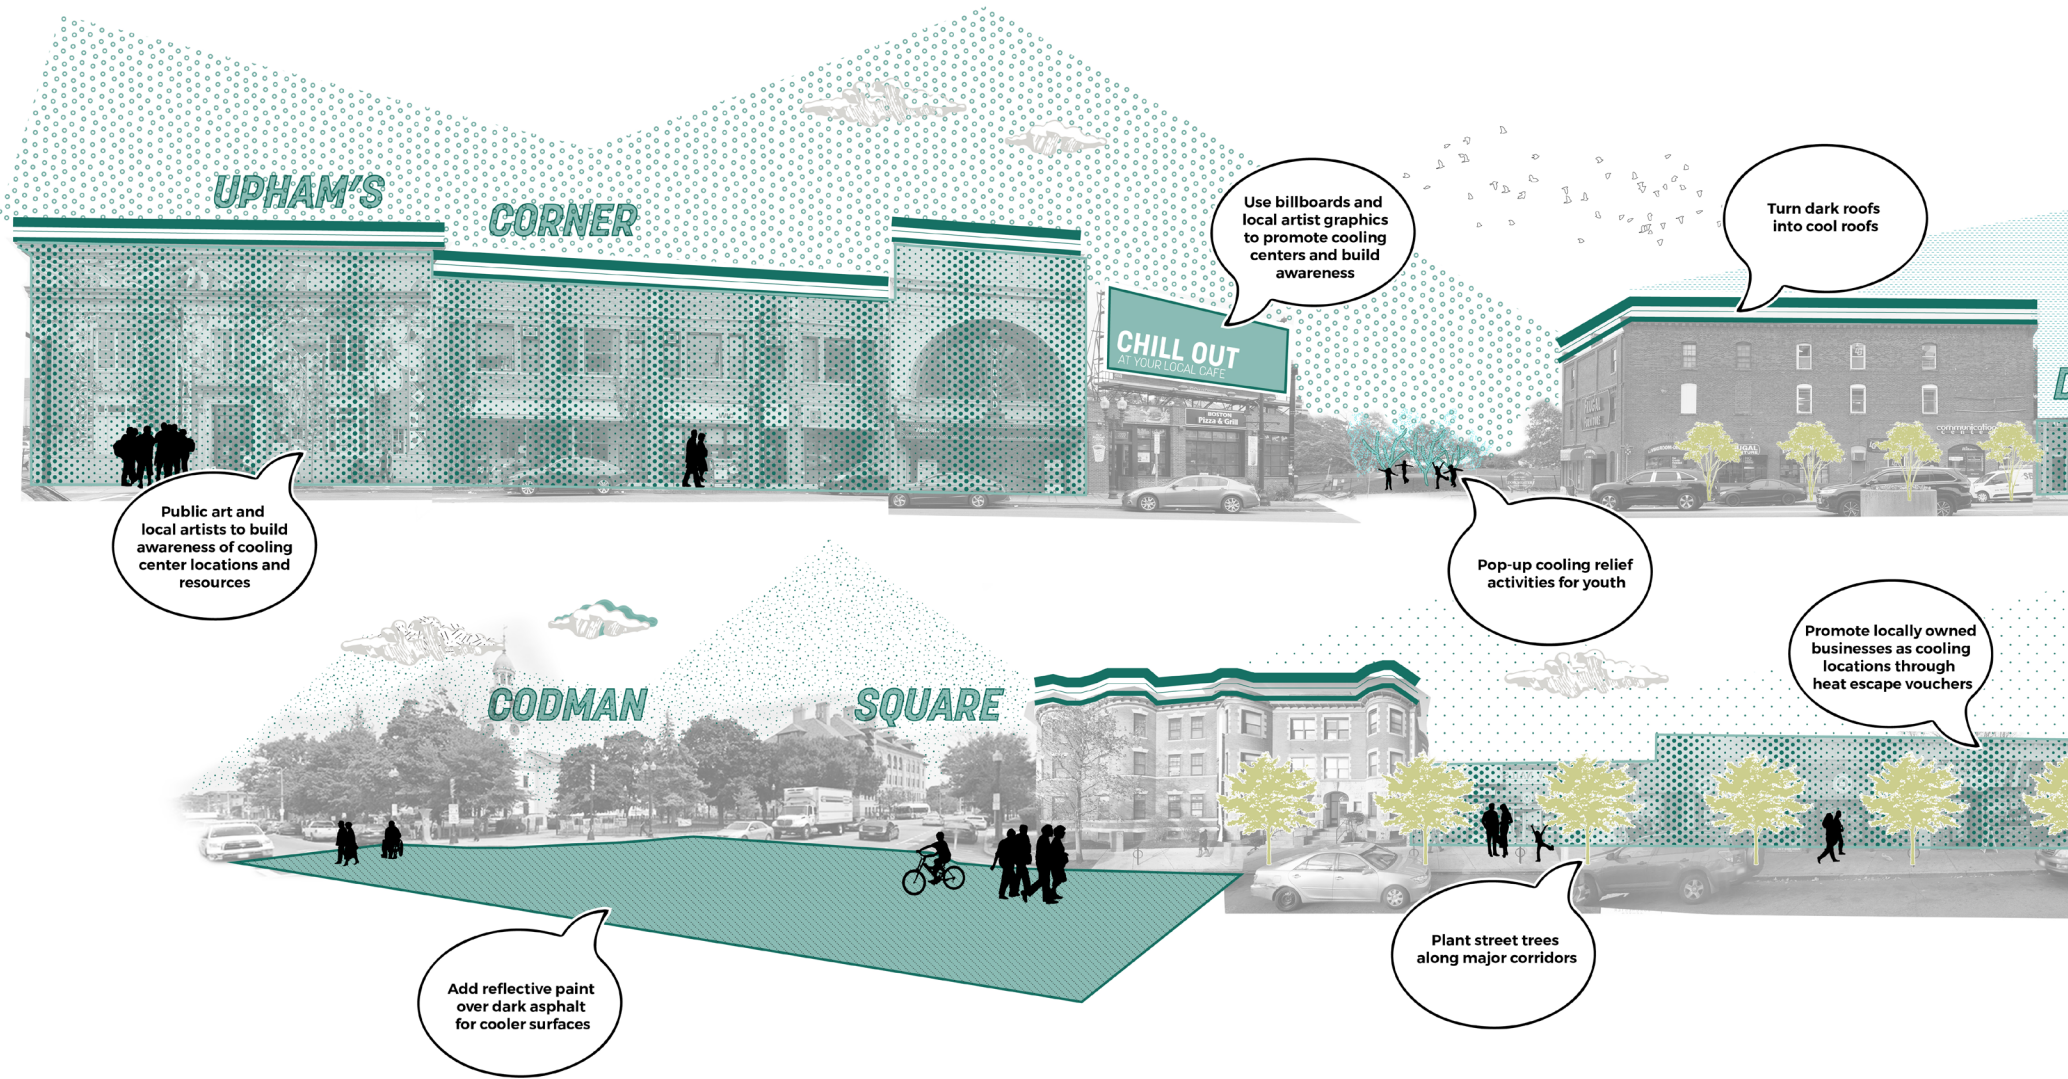 UPHAM'S
CORNER
Use billboards and
local artist graphics
to promote cooling
centers and build
awareness
Turn dark roofs
into cool roofs
CHILL OUT
AT YOUR LOCAL CAFE
BOSTON
Pizza & Grill
communication
Public art and
local artists to build
awareness of cooling
center locations and
resources
Pop-up cooling relief
activities for youth
Promote locally owned
businesses as cooling
locations through
heat escape vouchers
CODMAN
SQUARE
Plant street trees
along major corridors
Add reflective paint
over dark asphalt
for cooler surfaces